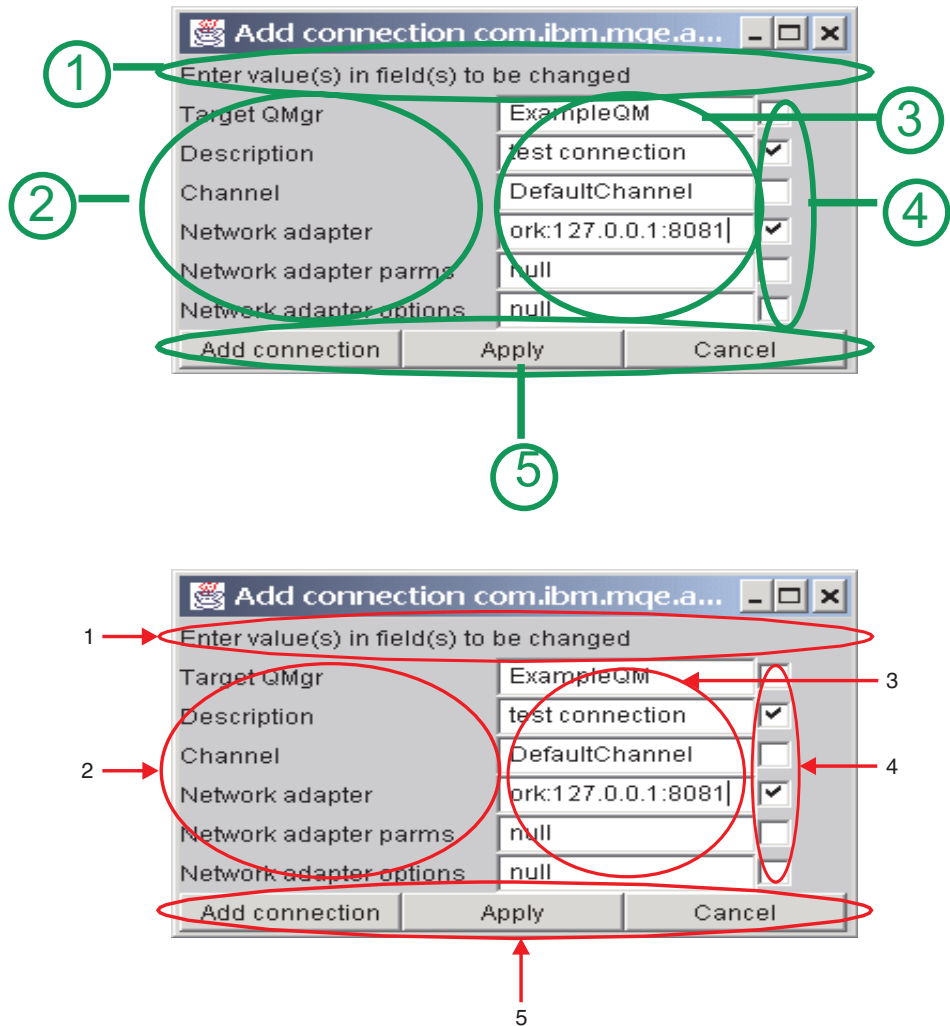 Add connection com.ibm.mqe.a...
1
Enter value(s) in field(s) to be changed
Target QMgr ExampleQM
3
Description test connection
2
Channel DefaultChannel
4
Network adapter ork:127.0.0.1:8081
Network adapter parms null
Network adapter options null
Add connection Apply Cancel
5
Add connection com.ibm.mqe.a...
1
Enter value(s) in field(s) to be changed
Target QMgr ExampleQM
3
Description test connection
Channel DefaultChannel
2
4
Network adapter ork:127.0.0.1:8081
Network adapter parms null
Network adapter options null
Add connection Apply Cancel
5